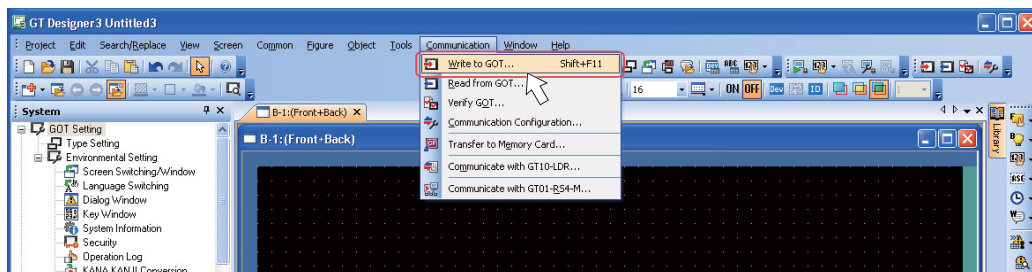 GT Designer3 Untitled3
Project Edit Search/Replace View Screen Common Figure Object Tools Communication Window Help
Write to GOT... Shift+F11
Read from GOT...
Verify GOT...
Communication Configuration...
Transfer to Memory Card...
Communicate with GT10-LDR...
Communicate with GT01-RS4-M...
ABC
16
ON OFF Dev ID 1
System
B-1:(Front+Back)
B-1:(Front+Back)
GOT Setting
Type Setting
Environmental Setting
Screen Switching/Window
Language Switching
Dialog Window
Key Window
System Information
Security
Operation Log
KANA KANJI Conversion
Library
ASC